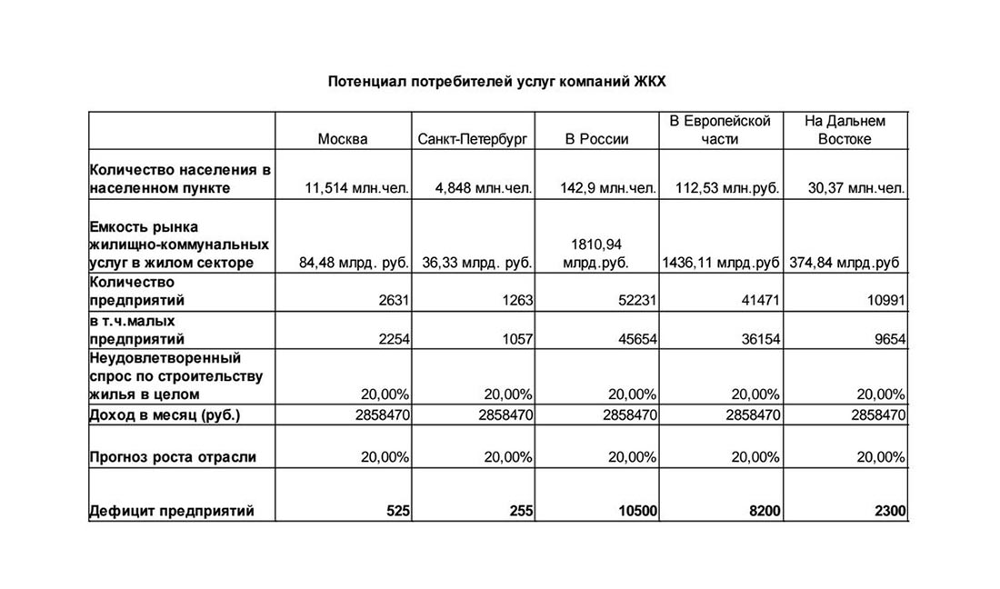 Потенциал потребителей услуг компаний ЖКХ
Москва
Санкт-Петербург
В России
В Европейской
части
На Дальнем
Востоке
Количество населения в
населенном пункте
11,514 млн.чел.
4,848 млн.чел.
142,9 млн.чел.
112,53 млн.руб.
30,37 млн.чел.
Емкость рынка
жилищно-коммунальных
услуг в жилом секторе
84,48 млрд. руб.
36,33 млрд. руб.
1810,94
млрд.руб.
1436,11 млрд.руб
374,84 млрд.руб
Количество
предприятий
2631
1263
52231
41471
10991
в т.ч.малых
предприятий
2254
1057
45654
36154
9654
Неудовлетворенный
спрос по строительству
жилья в целом
20,00%
20,00%
20,00%
20,00%
20,00%
Доход в месяц (руб.)
2858470
2858470
2858470
2858470
2858470
Прогноз роста отрасли
20,00%
20,00%
20,00%
20,00%
20,00%
Дефицит предприятий
525
255
10500
8200
2300